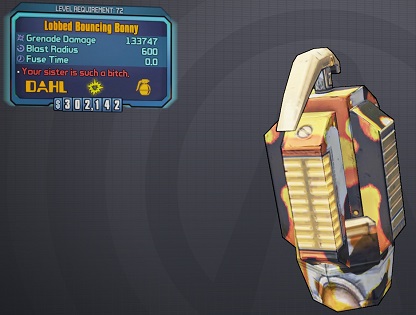 LEVEL REQUIREMENT: 72
Lobbed Bouncing Bonny
Grenade Damage 133747
Blast Radius 600
Fuse Time 0.0
• Your sister is such a bitch.
DAHL
$302,142